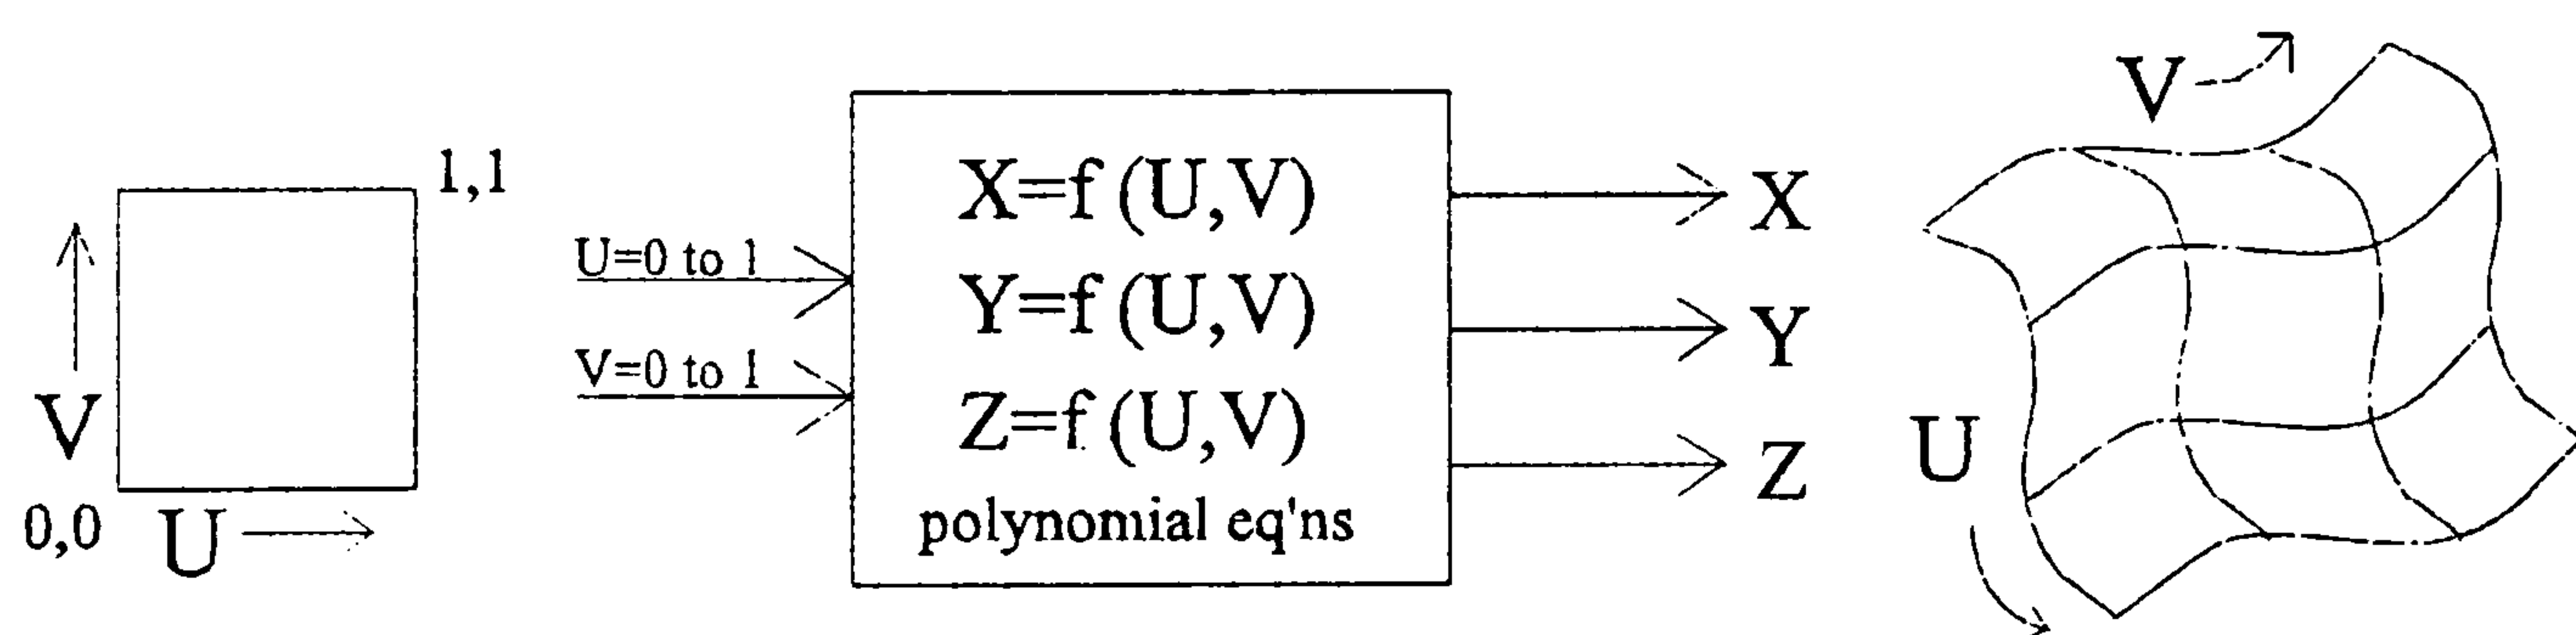 1,1
V
0,0
U
U=0 to 1
V=0 to 1
X=f (U,V)
Y=f (U,V)
Z=f (U,V)
polynomial eq'ns
X
Y
Z
V
U